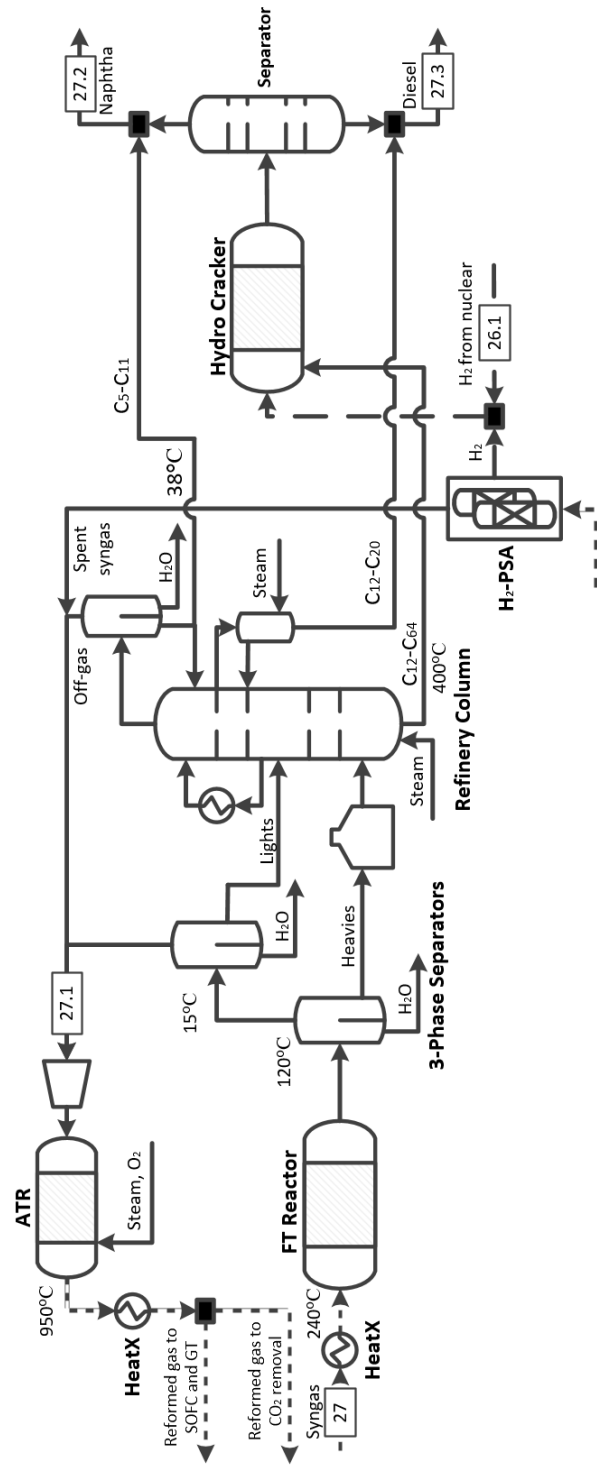 ATR
950°C
Steam, O₂
HeatX
Reformed gas to
SOFC and GT
Reformed gas to
CO₂ removal
27.1
Off-gas
Spent
syngas
H₂O
38°C
C₅-C₁₁
27.2
Naphtha
Separator
15°C
Lights
H₂O
Steam
Hydro Cracker
Syngas
27
240°C
HeatX
FT Reactor
120°C
Heavies
H₂O
3-Phase Separators
Steam
Refinery Column
C₁₂-C₆₄
400°C
C₁₂-C₂₀
H₂-PSA
H₂
H₂ from nuclear
26.1
Diesel
27.3